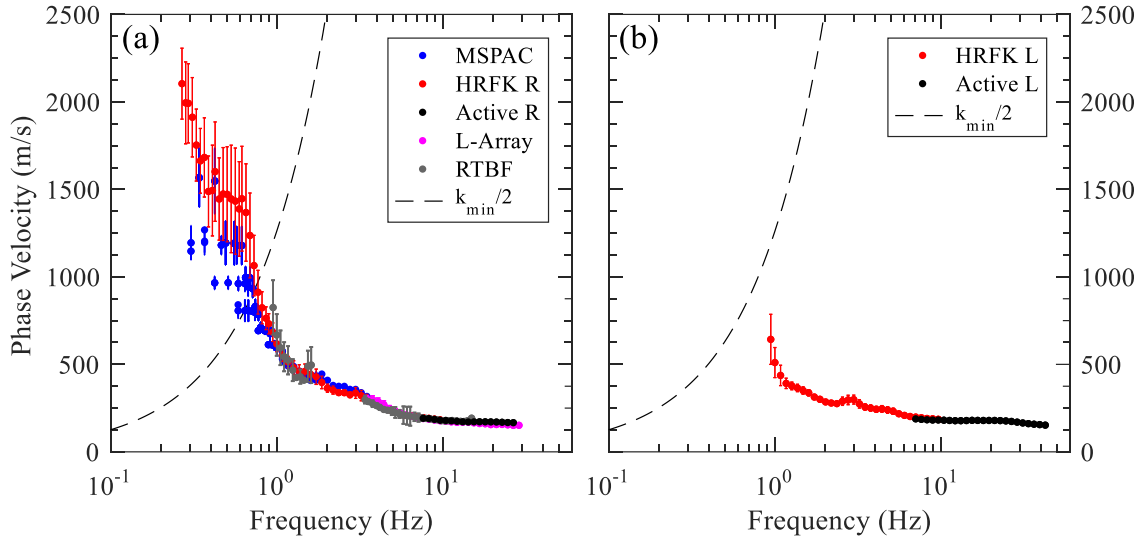 (a)
2500
2000
1500
1000
500
0
Phase Velocity (m/s)
MSPAC
HRFK R
Active R
L-Array
RTBF
k_min/2
10^-1
10^0
10^1
Frequency (Hz)
(b)
HRFK L
Active L
k_min/2
2500
2000
1500
1000
500
0
10^-1
10^0
10^1
Frequency (Hz)